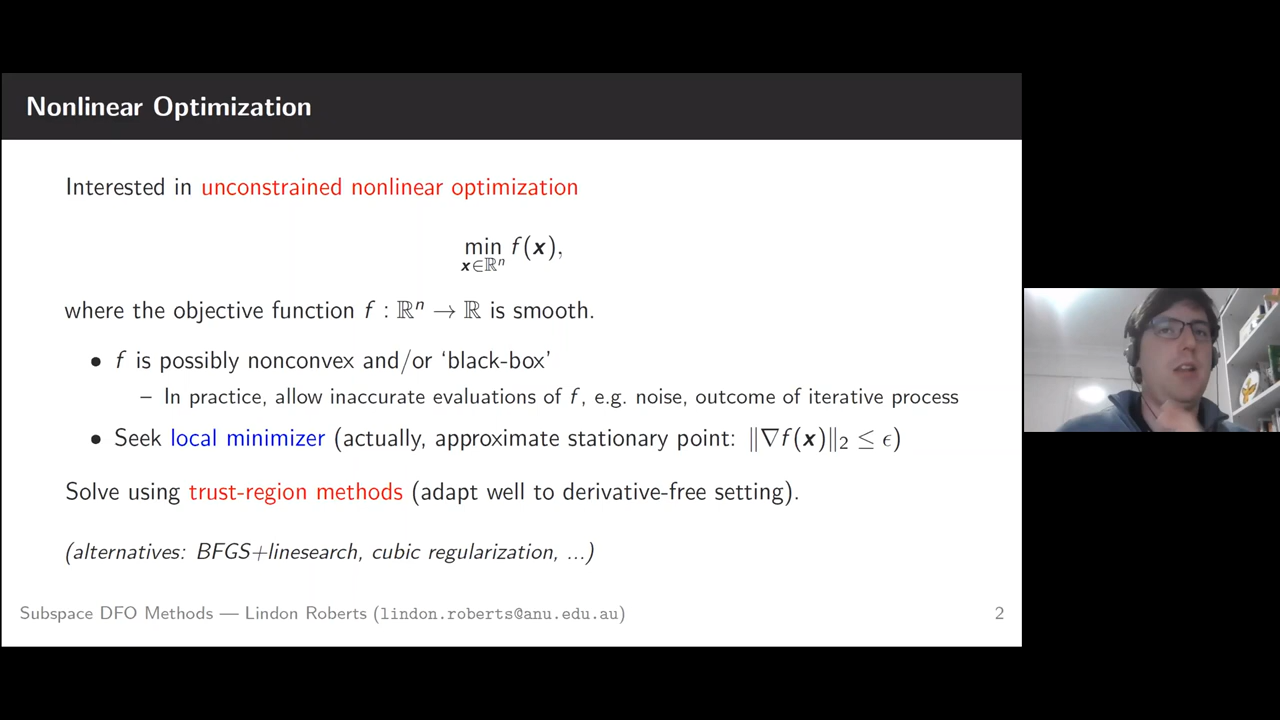 Nonlinear Optimization
Interested in unconstrained nonlinear optimization
min f(x),
x∈ℝⁿ
where the objective function f : ℝⁿ → ℝ is smooth.
• f is possibly nonconvex and/or ‘black-box’
– In practice, allow inaccurate evaluations of f, e.g. noise, outcome of iterative process
• Seek local minimizer (actually, approximate stationary point: ‖∇f(x)‖₂ ≤ ϵ)
Solve using trust-region methods (adapt well to derivative-free setting).
(alternatives: BFGS+linesearch, cubic regularization, ...)
Subspace DFO Methods — Lindon Roberts (lindon.roberts@anu.edu.au) 2